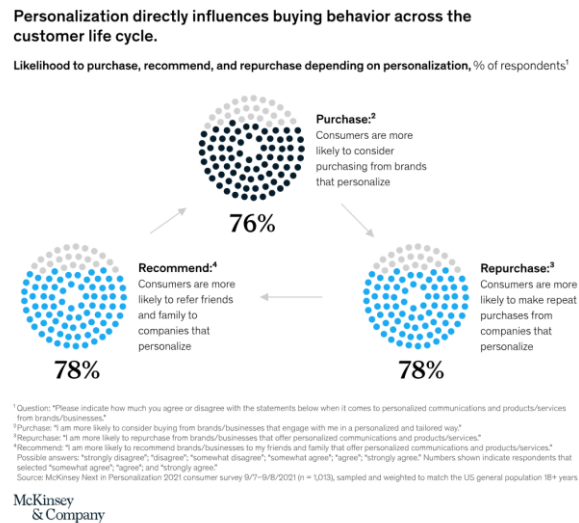 Personalization directly influences buying behavior across the
customer life cycle.
Likelihood to purchase, recommend, and repurchase depending on personalization, % of respondents¹
Purchase:²
Consumers are more
likely to consider
purchasing from brands
that personalize
76%
Recommend:⁴
Consumers are more
likely to refer friends
and family to
companies that
personalize
78%
Repurchase:³
Consumers are more
likely to make repeat
purchases from
companies that
personalize
78%
¹Question: "Please indicate how much you agree or disagree with the statements below when it comes to personalized communications and products/services
from brands/businesses."
²Purchase: "I am more likely to consider buying from brands/businesses that engage with me in a personalized and tailored way."
³Repurchase: "I am more likely to repurchase from brands/businesses that offer personalized communications and products/services."
⁴Recommend: "I am more likely to recommend brands/businesses to my friends and family that offer personalized communications and products/services."
Possible answers: "strongly disagree"; "disagree"; "somewhat disagree"; "somewhat agree"; "agree"; "strongly agree." Numbers shown indicate respondents that
selected "somewhat agree"; "agree"; and "strongly agree."
Source: McKinsey Next in Personalization 2021 consumer survey 9/7–9/8/2021 (n = 1,013), sampled and weighted to match the US general population 18+ years
McKinsey
& Company